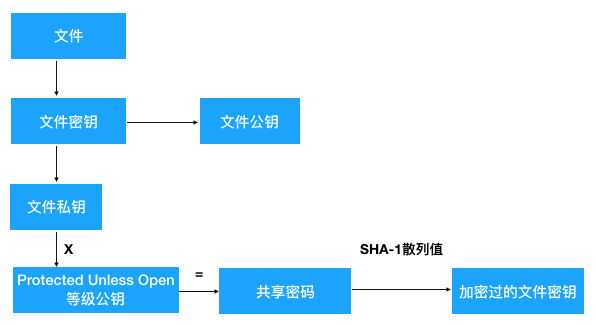 文件
文件密钥
文件公钥
文件私钥
X
SHA-1散列值
Protected Unless Open
等级公钥
=
共享密码
加密过的文件密钥